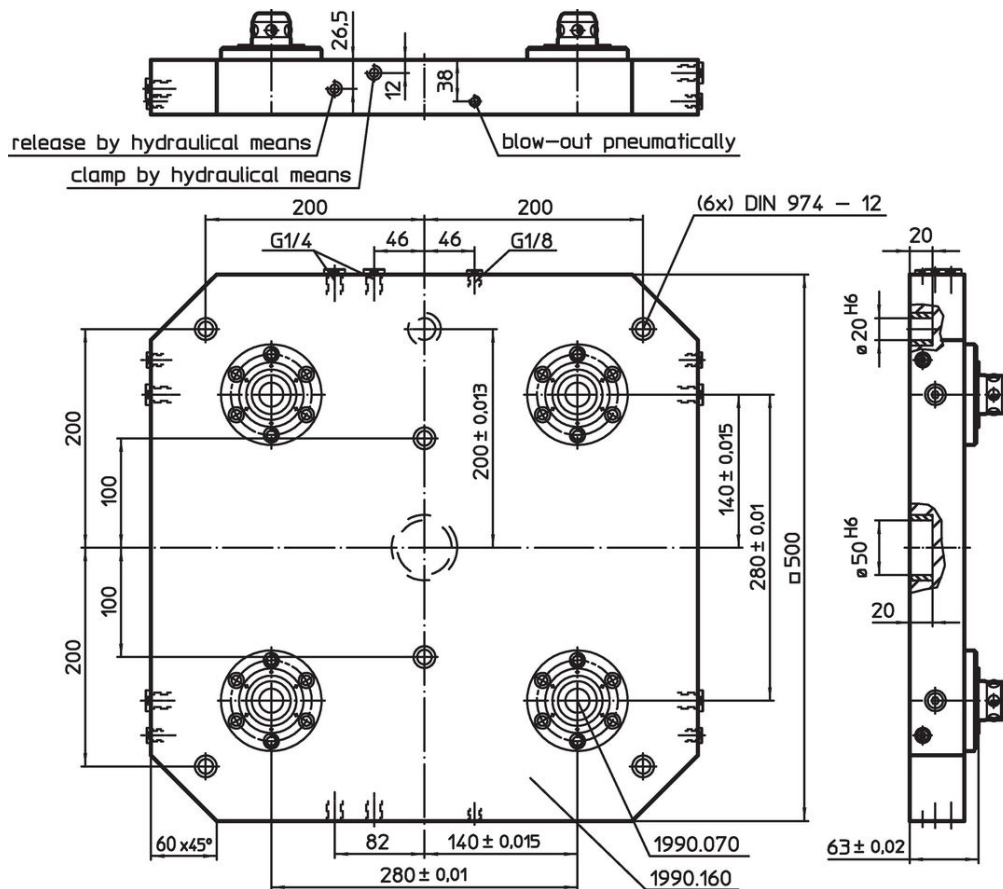 26,5
12
38
release by hydraulical means
blow-out pneumatically
clamp by hydraulical means
200
200
(6x) DIN 974 - 12
G1/4
46
46
G1/8
20
ø20 H6
200
100
200 ± 0,013
140 ± 0,015
280 ± 0,01
□500
ø50 H6
100
200
20
60 x45°
82
140 ± 0,015
280 ± 0,01
1990.070
1990.160
63 ± 0,02